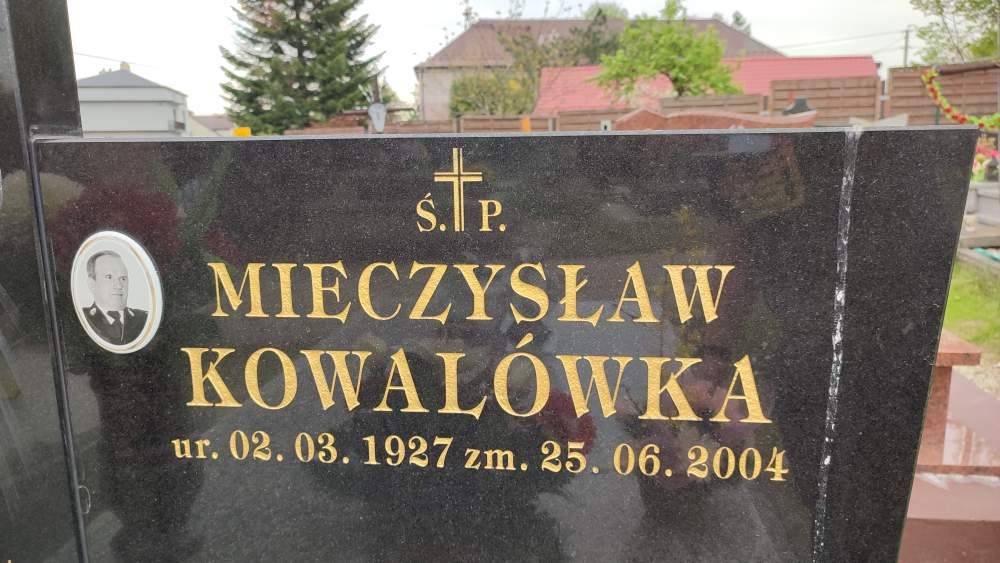 Ś. P.
MIECZYSŁAW
KOWALÓWKA
ur. 02. 03. 1927 zm. 25. 06. 2004